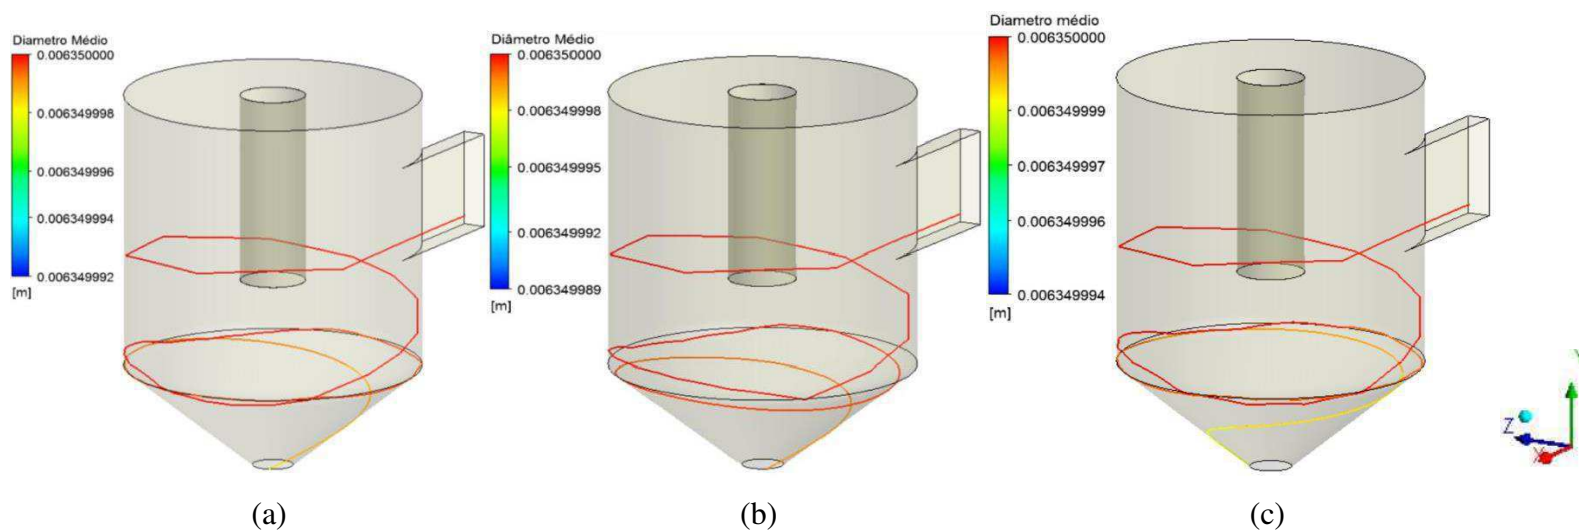 Diametro Médio
0.006350000
0.006349998
0.006349996
0.006349994
0.006349992
[m]
(a)
Diâmetro Médio
0.006350000
0.006349998
0.006349995
0.006349992
0.006349989
[m]
(b)
Diametro médio
0.006350000
0.006349999
0.006349997
0.006349996
0.006349994
[m]
(c)
Z
X